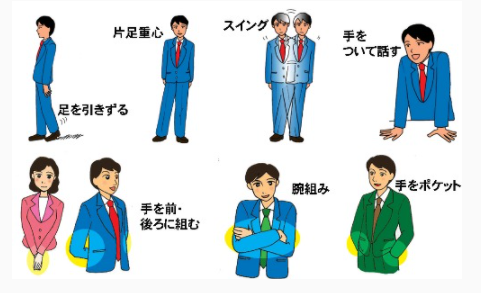 足を引きずる
片足重心
スイング
手を
ついて話す
手を前・
後ろに組む
腕組み
手をポケット